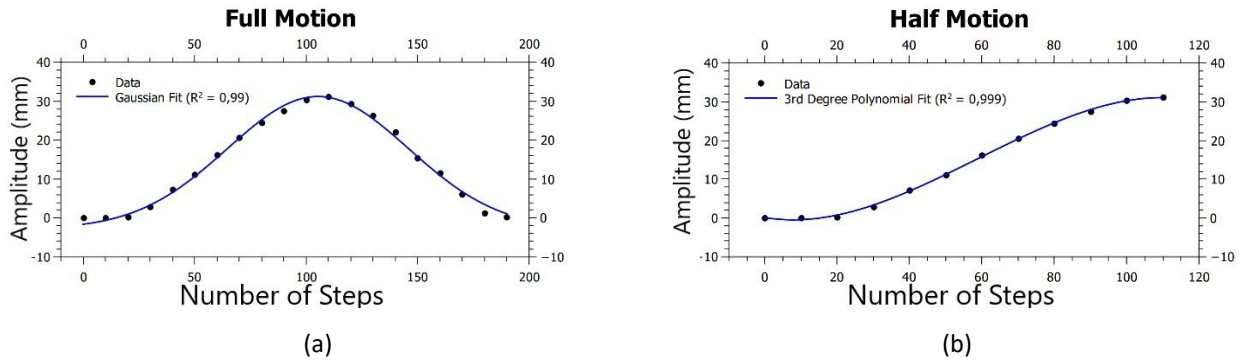 Full Motion
0 50 100 150 200
40 40
30 30
20 20
10 10
0 0
-10 -10
Amplitude (mm)
Data
Gaussian Fit (R² = 0,99)
0 50 100 150 200
Number of Steps
(a)
Half Motion
0 20 40 60 80 100 120
40 40
30 30
20 20
10 10
0 0
-10 -10
Amplitude (mm)
Data
3rd Degree Polynomial Fit (R² = 0,999)
0 20 40 60 80 100 120
Number of Steps
(b)